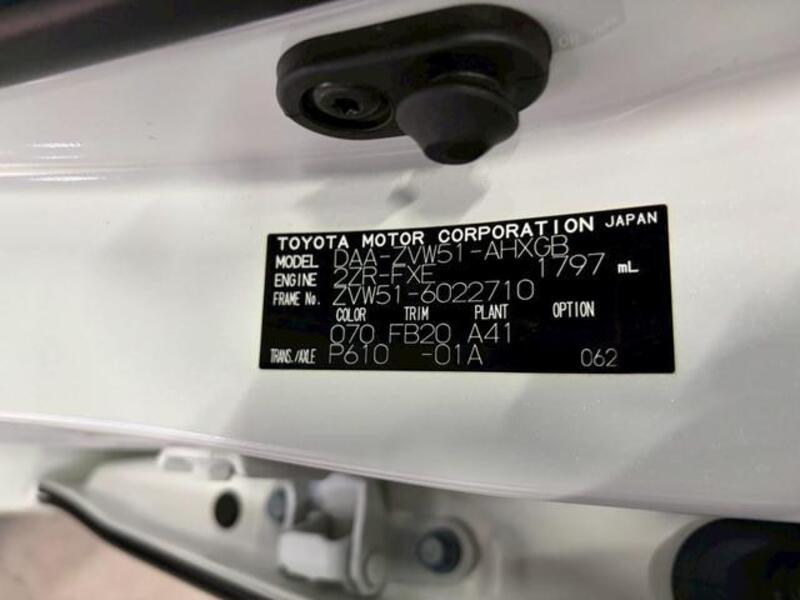 TOYOTA MOTOR CORPORATION JAPAN
MODEL DAA-ZVW51-AHXGB
ENGINE 2ZR-FXE 1797 mL
FRAME No. ZVW51-6022710
COLOR TRIM PLANT OPTION
070 FB20 A41
TRANS./AXLE P610 -01A 062